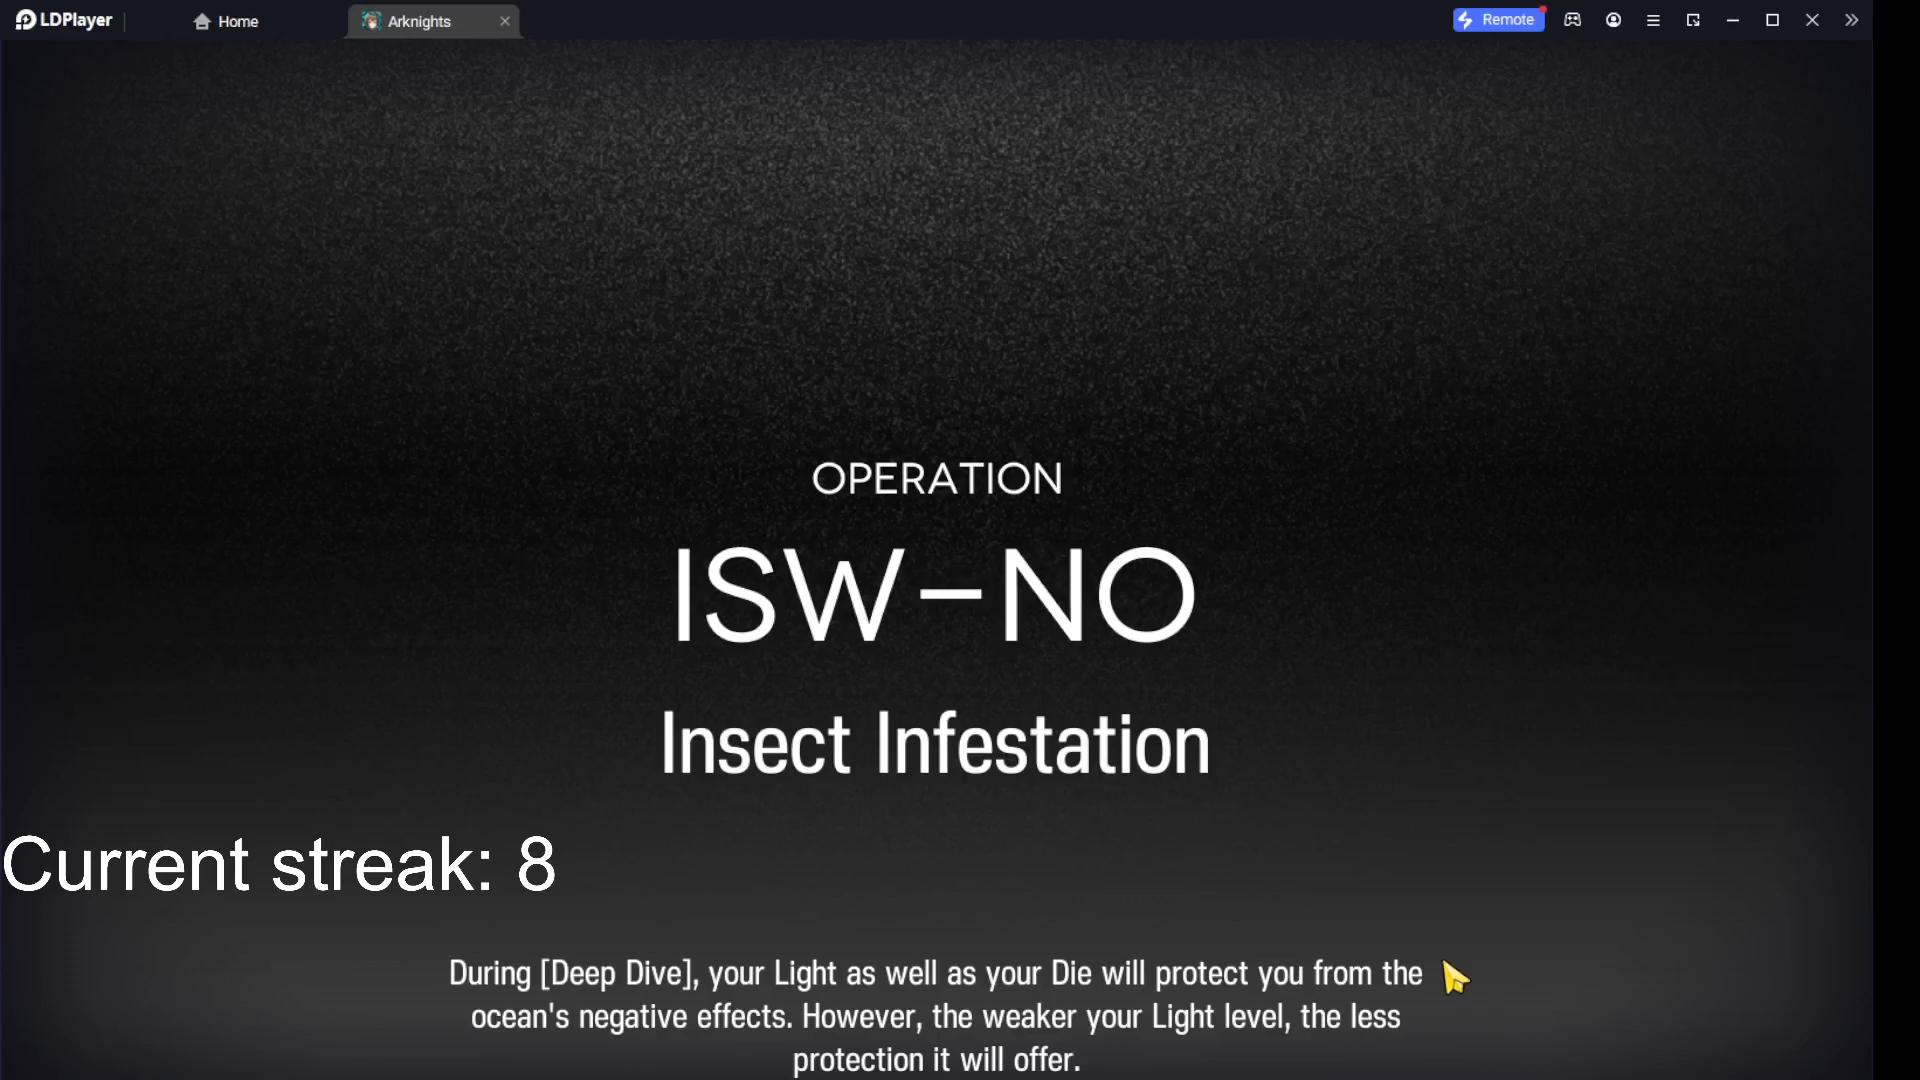 LDPlayer
Home
Arknights
Remote
OPERATION
ISW-NO
Insect Infestation
Current streak: 8
During [Deep Dive], your Light as well as your Die will protect you from the
ocean's negative effects. However, the weaker your Light level, the less
protection it will offer.